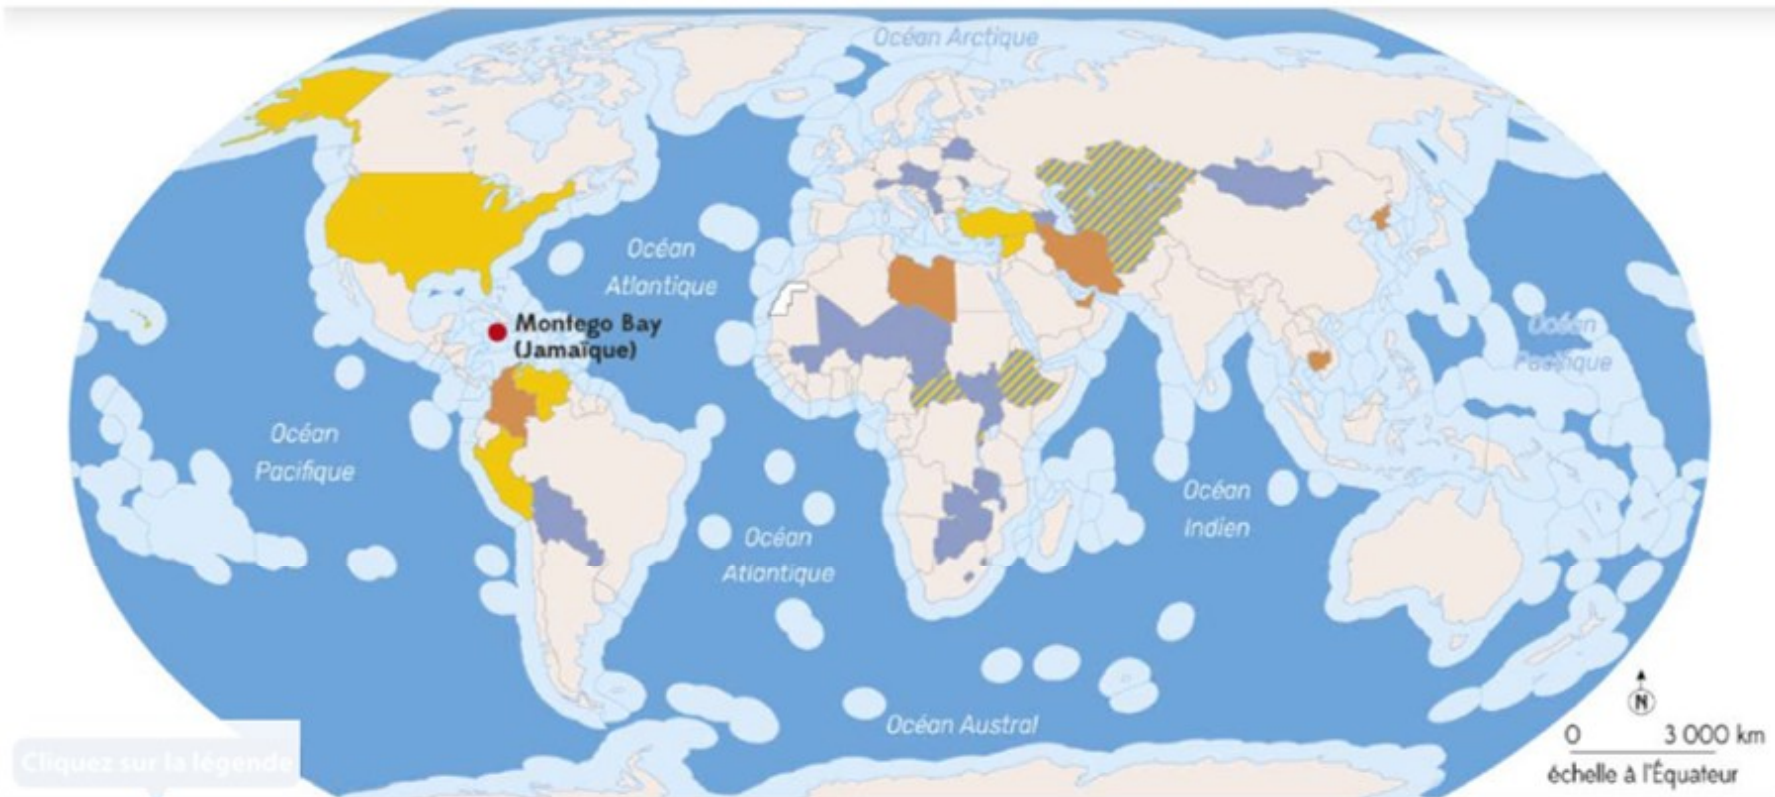 Océan Arctique
Océan
Atlantique
Montego Bay
(Jamaïque)
Océan
Pacifique
Océan
Pacifique
Océan
Indien
Océan
Atlantique
Océan Austral
N
0 3 000 km
échelle à l'Équateur
Cliquez sur la légende